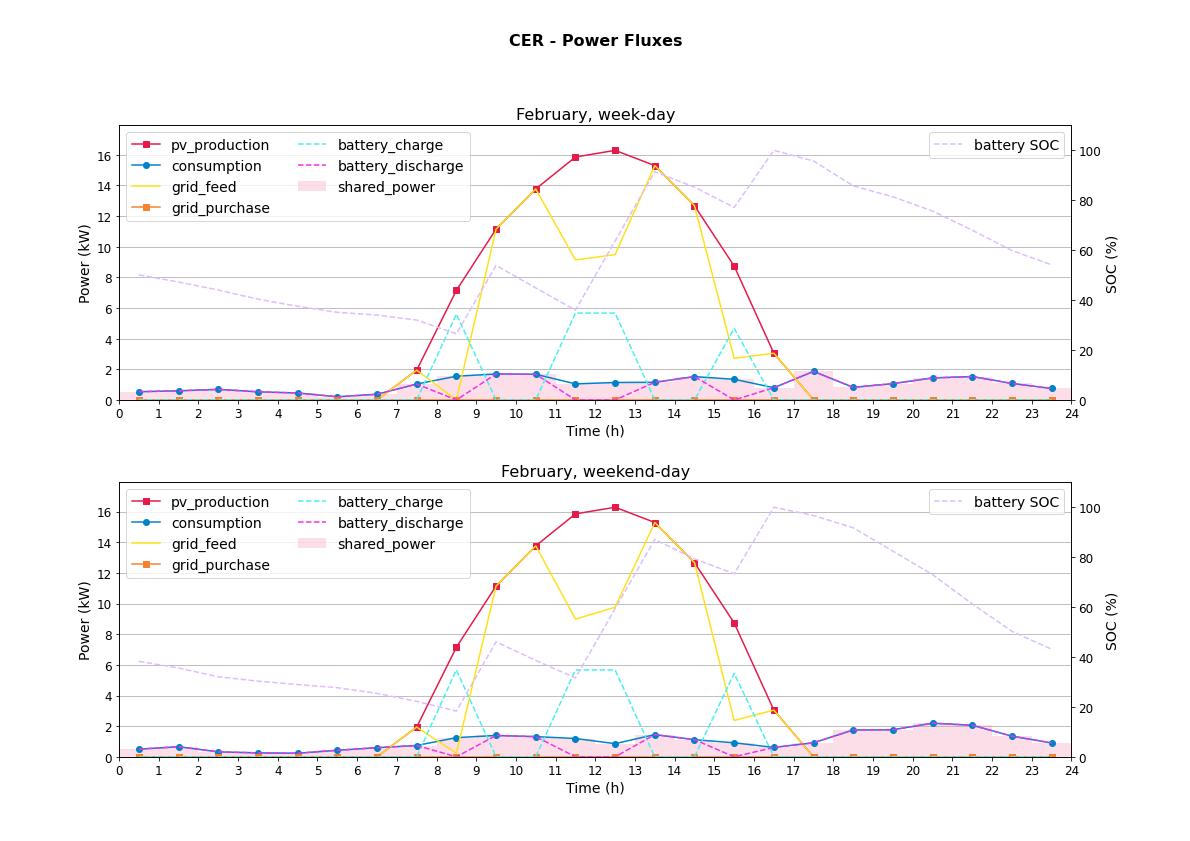 CER - Power Fluxes
February, week-day
pv_production
consumption
grid_feed
grid_purchase
battery_charge
battery_discharge
shared_power
battery SOC
Power (kW)
0
2
4
6
8
10
12
14
16
SOC (%)
0
20
40
60
80
100
0 1 2 3 4 5 6 7 8 9 10 11 12 13 14 15 16 17 18 19 20 21 22 23 24
Time (h)
February, weekend-day
pv_production
consumption
grid_feed
grid_purchase
battery_charge
battery_discharge
shared_power
battery SOC
Power (kW)
0
2
4
6
8
10
12
14
16
SOC (%)
0
20
40
60
80
100
0 1 2 3 4 5 6 7 8 9 10 11 12 13 14 15 16 17 18 19 20 21 22 23 24
Time (h)